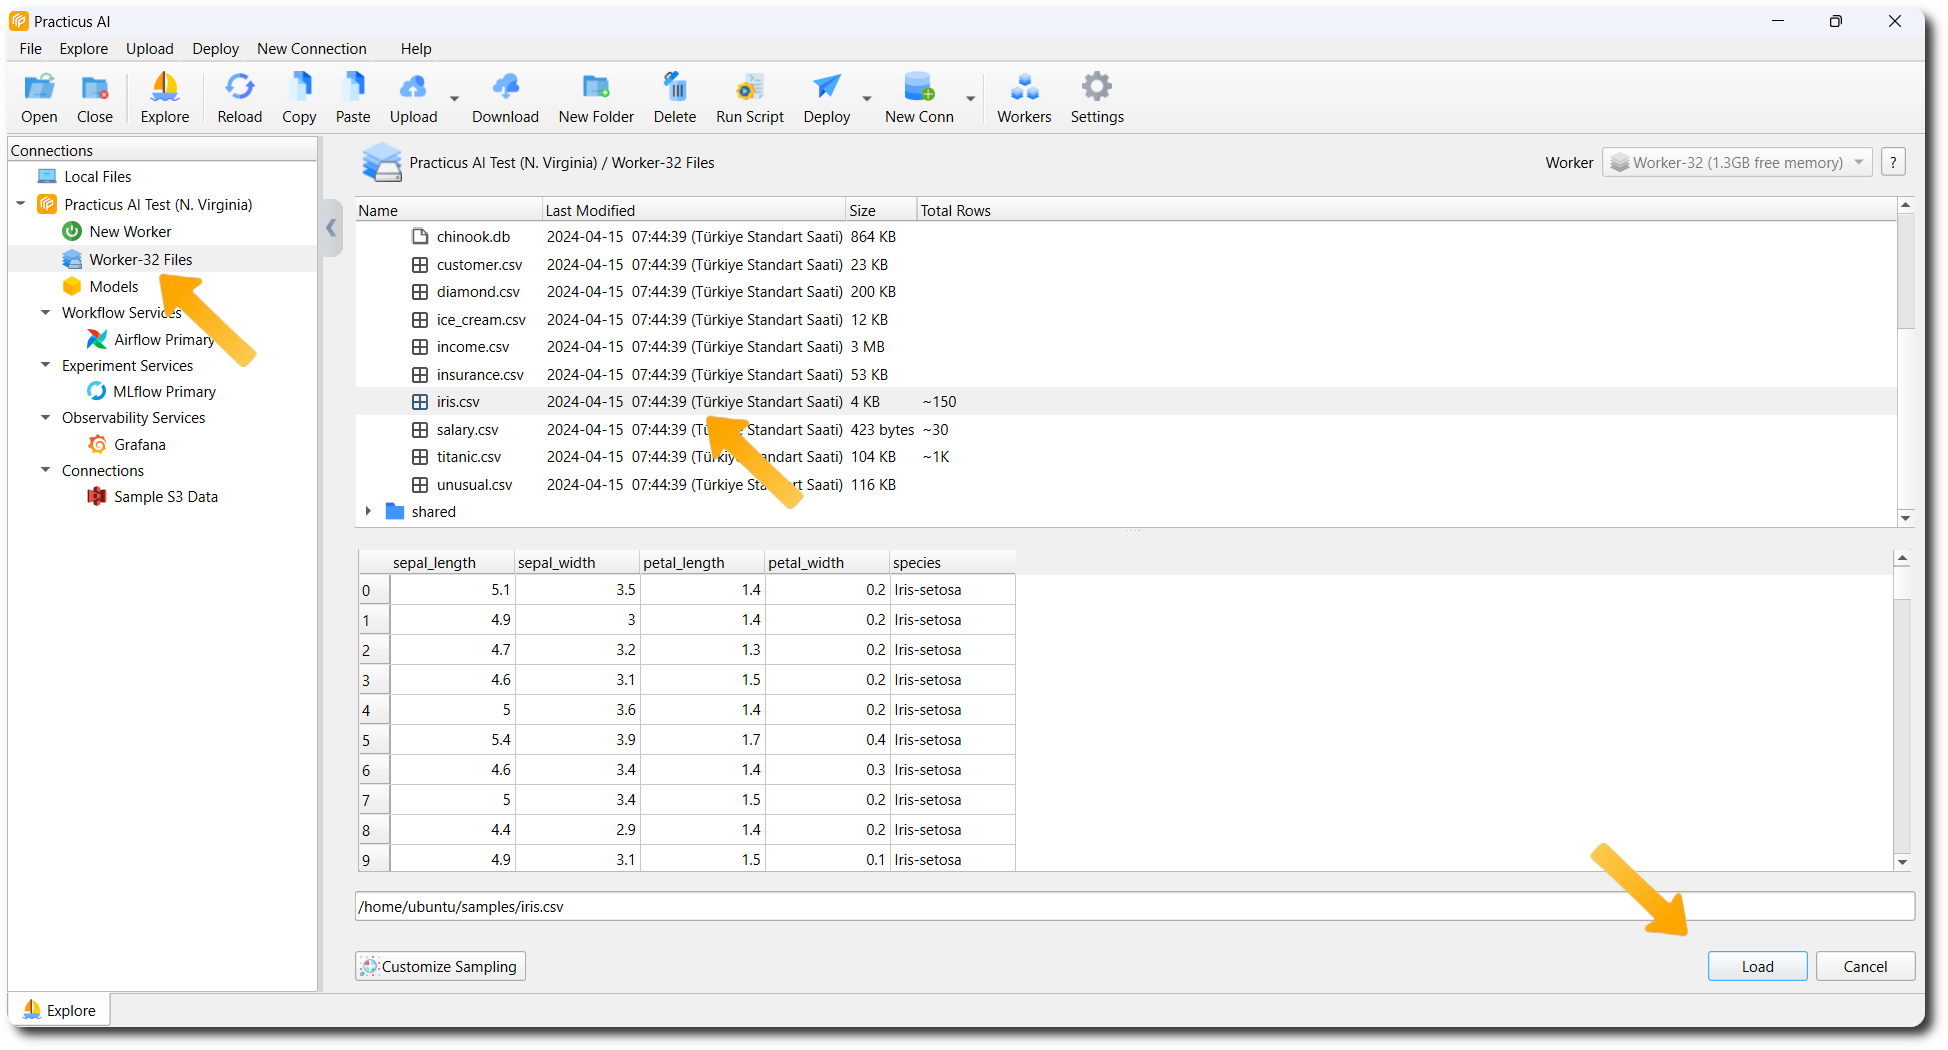 Practicus AI
File Explore Upload Deploy New Connection Help
Open Close Explore Reload Copy Paste Upload Download New Folder Delete Run Script Deploy New Conn Workers Settings
Connections
Local Files
Practicus AI Test (N. Virginia)
New Worker
Worker-32 Files
Models
Workflow Services
Airflow Primary
Experiment Services
MLflow Primary
Observability Services
Grafana
Connections
Sample S3 Data
Practicus AI Test (N. Virginia) / Worker-32 Files
Worker Worker-32 (1.3GB free memory) ?
Name Last Modified Size Total Rows
chinook.db 2024-04-15 07:44:39 (Türkiye Standart Saati) 864 KB
customer.csv 2024-04-15 07:44:39 (Türkiye Standart Saati) 23 KB
diamond.csv 2024-04-15 07:44:39 (Türkiye Standart Saati) 200 KB
ice_cream.csv 2024-04-15 07:44:39 (Türkiye Standart Saati) 12 KB
income.csv 2024-04-15 07:44:39 (Türkiye Standart Saati) 3 MB
insurance.csv 2024-04-15 07:44:39 (Türkiye Standart Saati) 53 KB
iris.csv 2024-04-15 07:44:39 (Türkiye Standart Saati) 4 KB ~150
salary.csv 2024-04-15 07:44:39 (Türkiye Standart Saati) 423 bytes ~30
titanic.csv 2024-04-15 07:44:39 (Türkiye Standart Saati) 104 KB ~1K
unusual.csv 2024-04-15 07:44:39 (Türkiye Standart Saati) 116 KB
shared
sepal_length sepal_width petal_length petal_width species
0 5.1 3.5 1.4 0.2 Iris-setosa
1 4.9 3 1.4 0.2 Iris-setosa
2 4.7 3.2 1.3 0.2 Iris-setosa
3 4.6 3.1 1.5 0.2 Iris-setosa
4 5 3.6 1.4 0.2 Iris-setosa
5 5.4 3.9 1.7 0.4 Iris-setosa
6 4.6 3.4 1.4 0.3 Iris-setosa
7 5 3.4 1.5 0.2 Iris-setosa
8 4.4 2.9 1.4 0.2 Iris-setosa
9 4.9 3.1 1.5 0.1 Iris-setosa
/home/ubuntu/samples/iris.csv
Customize Sampling Load Cancel
Explore